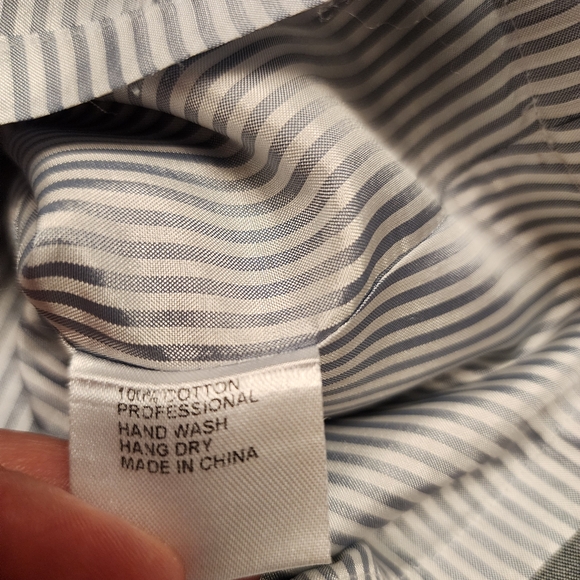 100% COTTON
PROFESSIONAL
HAND WASH
HANG DRY
MADE IN CHINA